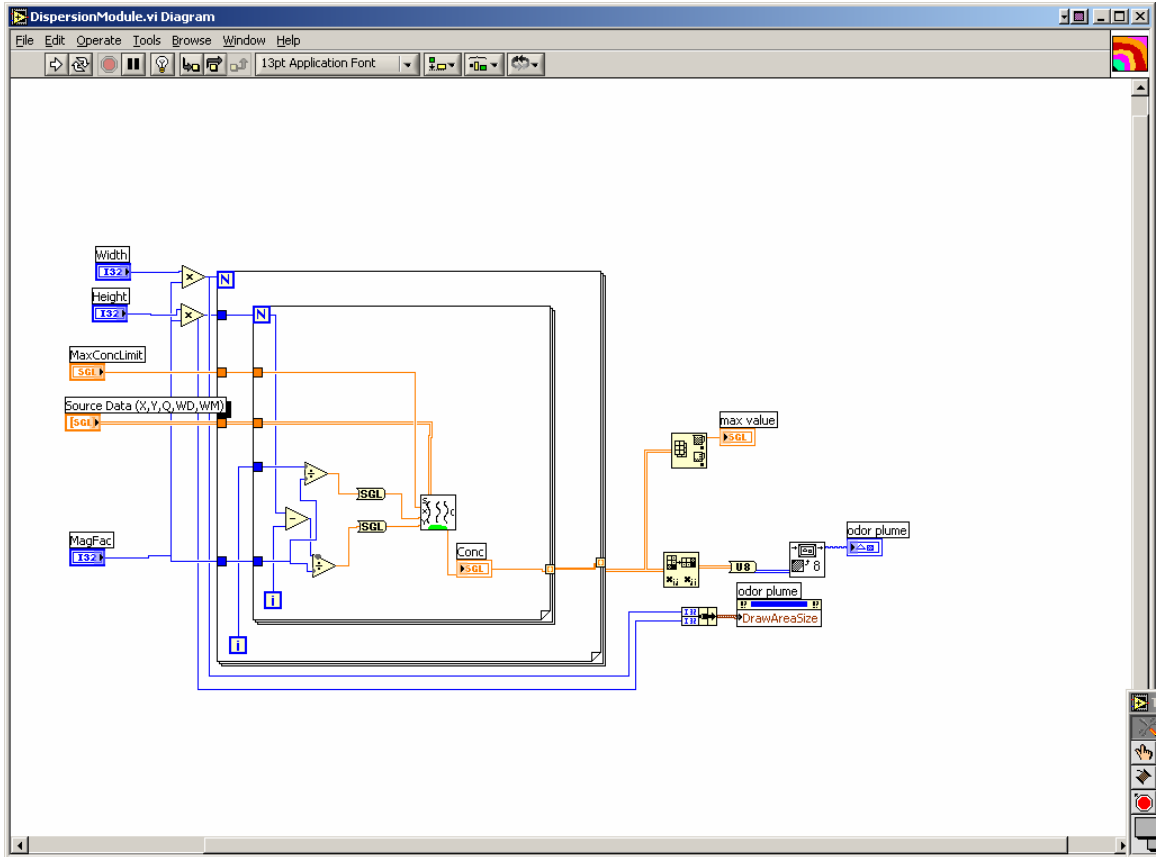 DispersionModule.vi Diagram
File Edit Operate Tools Browse Window Help
13pt Application Font
Width
I32
N
Height
I32
N
MaxConcLimit
SGL
Source Data (X,Y,Q,WD,WM)
[SGL]
max value
SGL
SGL
S
X
Y
C
SGL
MagFac
I32
Conc
SGL
odor plume
U8
8
odor plume
DrawAreaSize
i
i